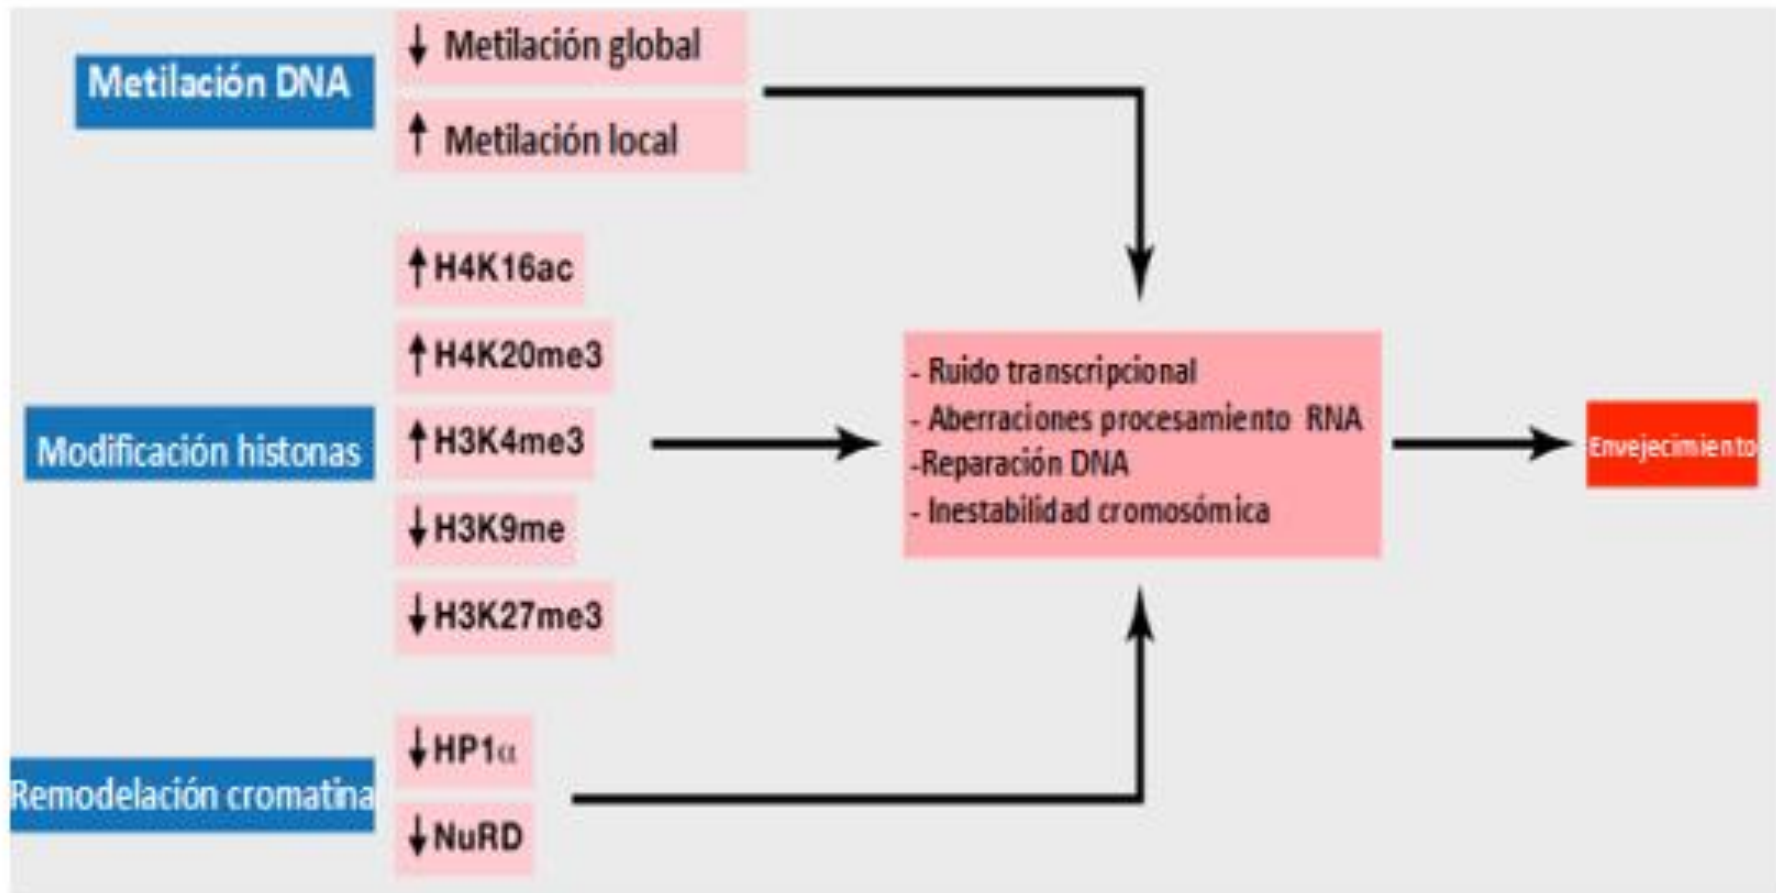 Metilación DNA
↓ Metilación global
↑ Metilación local
Modificación histonas
↑ H4K16ac
↑ H4K20me3
↑ H3K4me3
↓ H3K9me
↓ H3K27me3
Remodelación cromatina
↓ HP1α
↓ NuRD
- Ruido transcripcional
- Aberraciones procesamiento RNA
-Reparación DNA
- Inestabilidad cromosómica
Envejecimiento